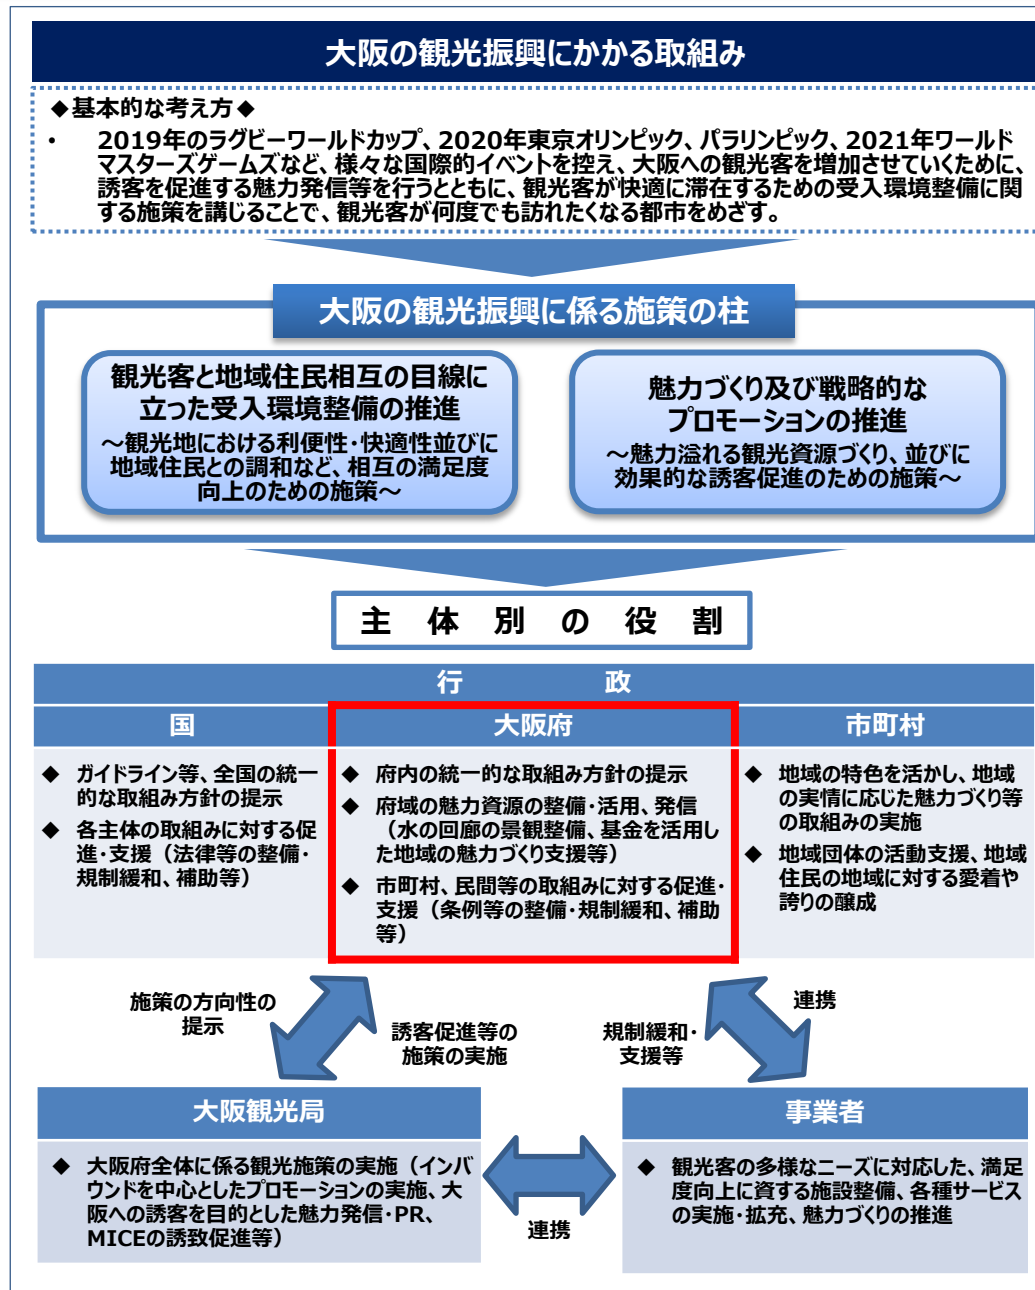 大阪の観光振興にかかる取組み
◆基本的な考え方◆
・ 2019年のラグビーワールドカップ、2020年東京オリンピック、パラリンピック、2021年ワールド
マスターズゲームズなど、様々な国際的イベントを控え、大阪への観光客を増加させていくために、
誘客を促進する魅力発信等を行うとともに、観光客が快適に滞在するための受入環境整備に関
する施策を講じることで、観光客が何度でも訪れたくなる都市をめざす。
大阪の観光振興に係る施策の柱
観光客と地域住民相互の目線に
立った受入環境整備の推進
～観光地における利便性・快適性並びに
地域住民との調和など、相互の満足度
向上のための施策～
魅力づくり及び戦略的な
プロモーションの推進
～魅力溢れる観光資源づくり、並びに
効果的な誘客促進のための施策～
主体別の役割
行政
国
◆ ガイドライン等、全国の統一
的な取組み方針の提示
◆ 各主体の取組みに対する促
進・支援（法律等の整備・
規制緩和、補助等）
大阪府
◆ 府内の統一的な取組み方針の提示
◆ 府域の魅力資源の整備・活用、発信
（水の回廊の景観整備、基金を活用し
た地域の魅力づくり支援等）
◆ 市町村、民間等の取組みに対する促進・
支援（条例等の整備・規制緩和、補助
等）
市町村
◆ 地域の特色を活かし、地域
の実情に応じた魅力づくり等
の取組みの実施
◆ 地域団体の活動支援、地域
住民の地域に対する愛着や
誇りの醸成
施策の方向性の
提示
誘客促進等の
施策の実施
規制緩和・
支援等
連携
大阪観光局
◆ 大阪府全体に係る観光施策の実施（インバ
ウンドを中心としたプロモーションの実施、大
阪への誘客を目的とした魅力発信・PR、
MICEの誘致促進等）
連携
事業者
◆ 観光客の多様なニーズに対応した、満足
度向上に資する施設整備、各種サービス
の実施・拡充、魅力づくりの推進